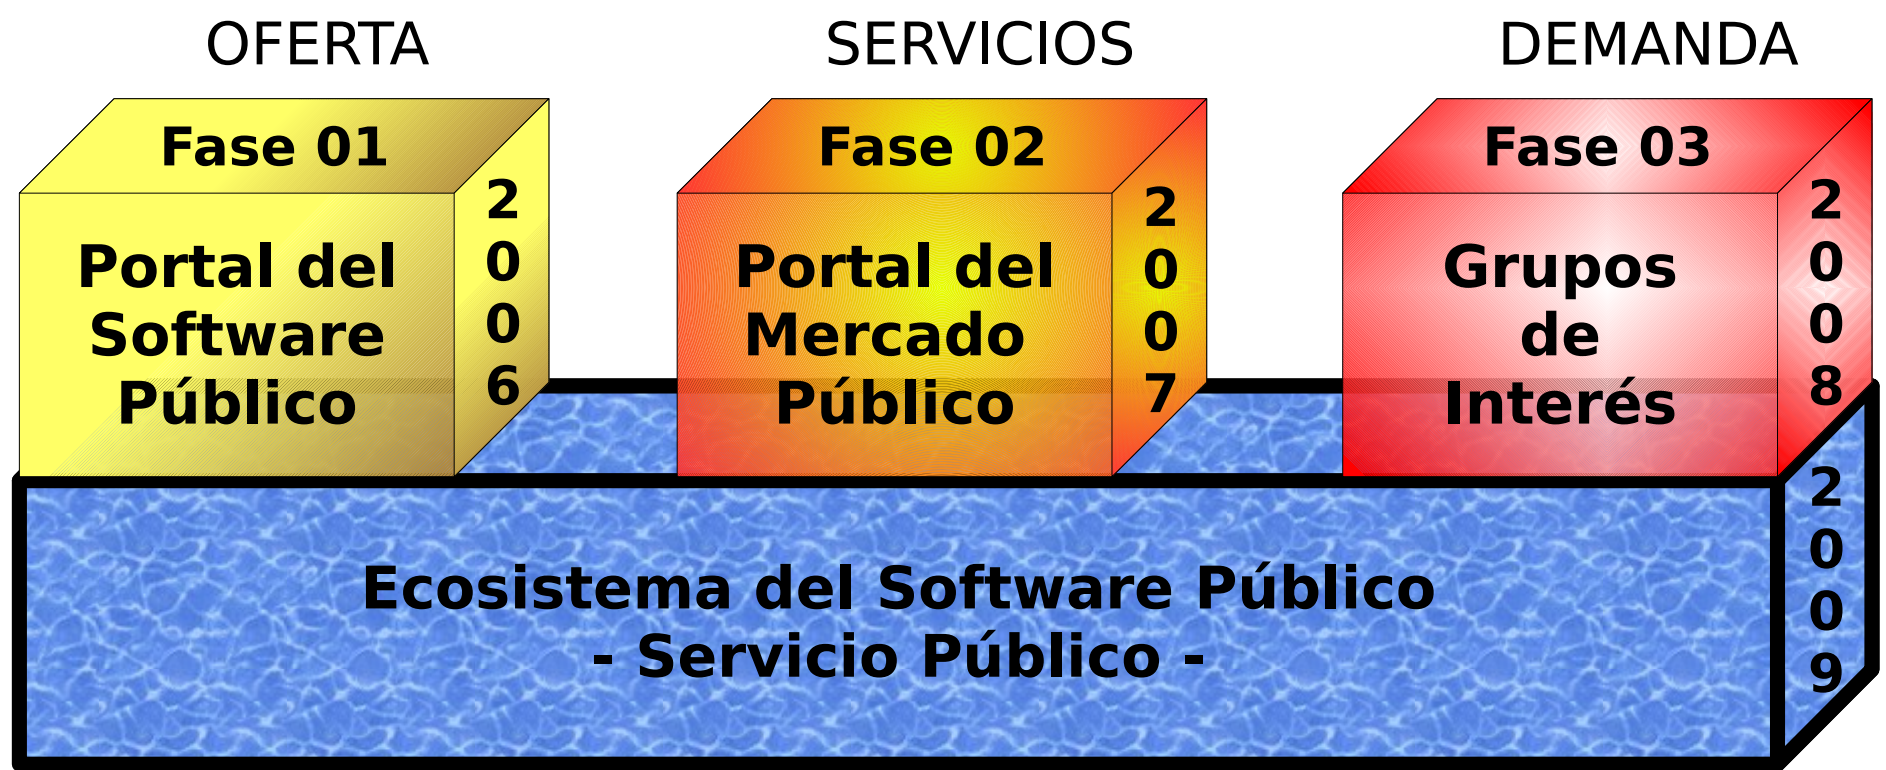 OFERTA
SERVICIOS
DEMANDA
Fase 01
Portal del
Software
Público
2
0
0
6
Fase 02
Portal del
Mercado
Público
2
0
0
7
Fase 03
Grupos
de
Interés
2
0
0
8
Ecosistema del Software Público
- Servicio Público -
2
0
0
9